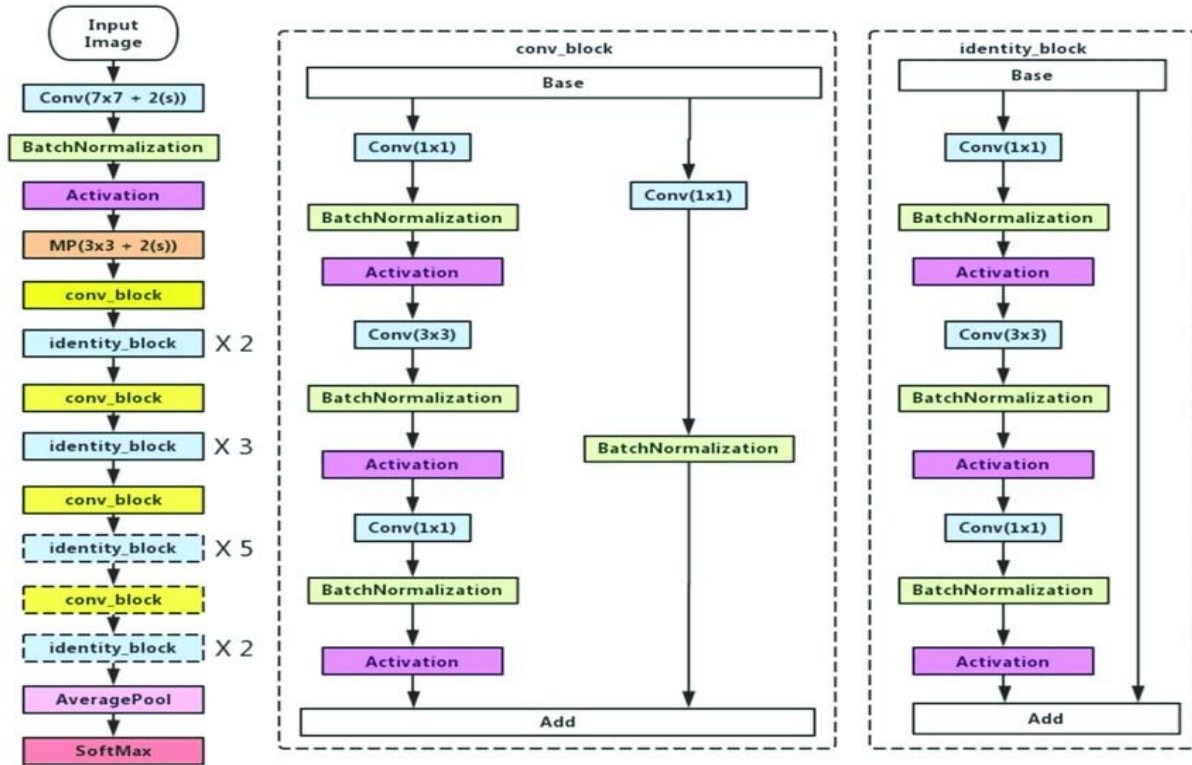 Input
Image
Conv(7x7 + 2(s))
BatchNormalization
Activation
MP(3x3 + 2(s))
conv_block
identity_block X 2
conv_block
identity_block X 3
conv_block
identity_block X 5
conv_block
identity_block X 2
AveragePool
SoftMax
conv_block
Base
Conv(1x1)
BatchNormalization
Activation
Conv(3x3)
BatchNormalization
Activation
Conv(1x1)
BatchNormalization
Activation
Conv(1x1)
BatchNormalization
Add
identity_block
Base
Conv(1x1)
BatchNormalization
Activation
Conv(3x3)
BatchNormalization
Activation
Conv(1x1)
BatchNormalization
Activation
Add